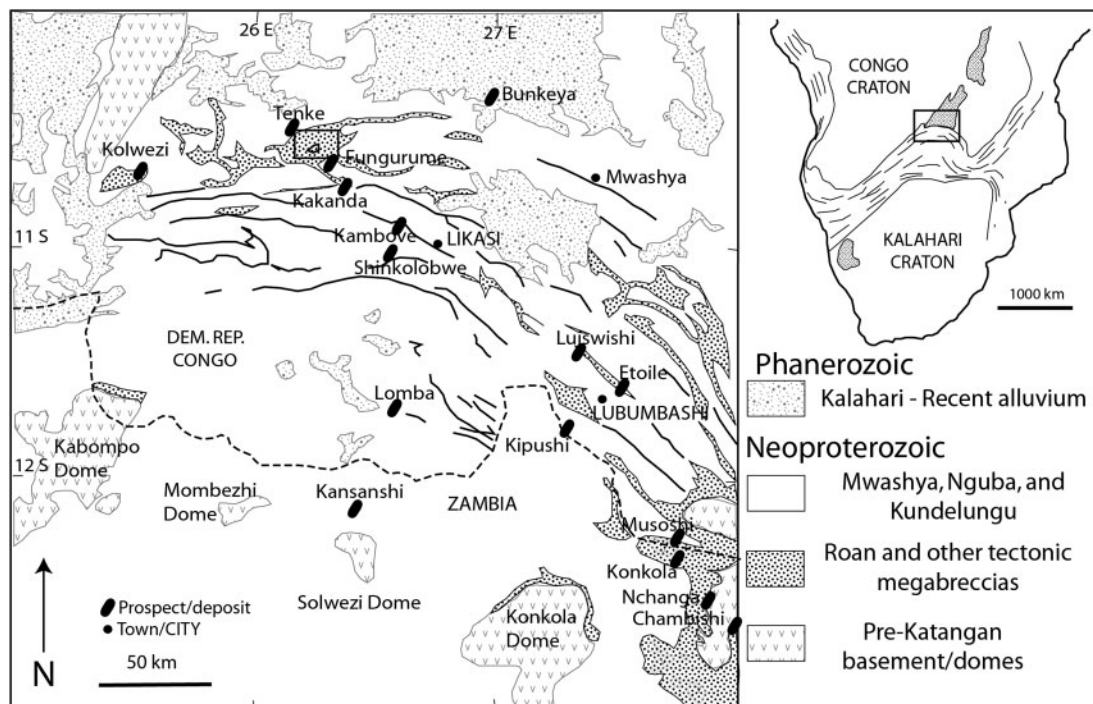 26 E
27 E
Bunkeya
Tenke
Kolwezi
Fungurume
Mwashya
Kakanda
11 S
Kambove
LIKASI
Shinkolobwe
DEM. REP.
CONGO
Luiswishi
Etoile
Lomba
LUBUMBASHI
Kipushi
Kabompo
Dome
12 S
Mombezhi
Dome
Kansanshi
ZAMBIA
Musoshi
Konkola
Nchanga
Chambishi
Solwezi Dome
Konkola
Dome
N
Prospect/deposit
Town/CITY
50 km
CONGO
CRATON
KALAHARI
CRATON
1000 km
Phanerozoic
Kalahari - Recent alluvium
Neoproterozoic
Mwashya, Nguba, and
Kundelungu
Roan and other tectonic
megabreccias
Pre-Katangan
basement/domes